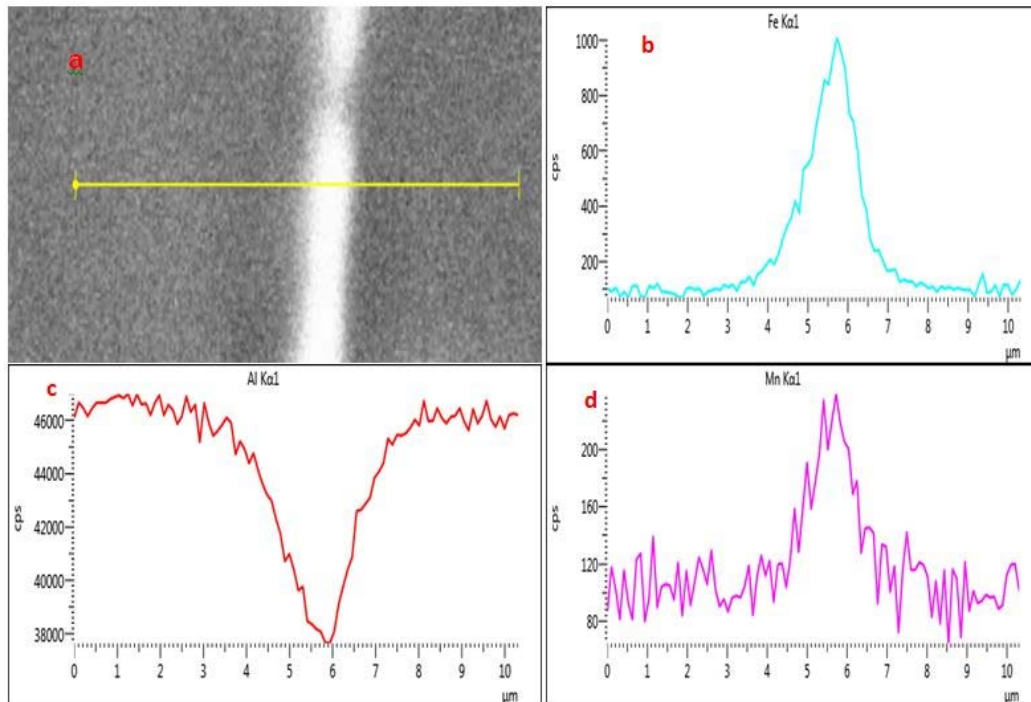 a
Fe Kα1
b
1000
800
600
400
200
cps
0 1 2 3 4 5 6 7 8 9 10
µm
Al Kα1
c
46000
44000
42000
40000
38000
cps
0 1 2 3 4 5 6 7 8 9 10
µm
Mn Kα1
d
200
160
120
80
cps
0 1 2 3 4 5 6 7 8 9 10
µm